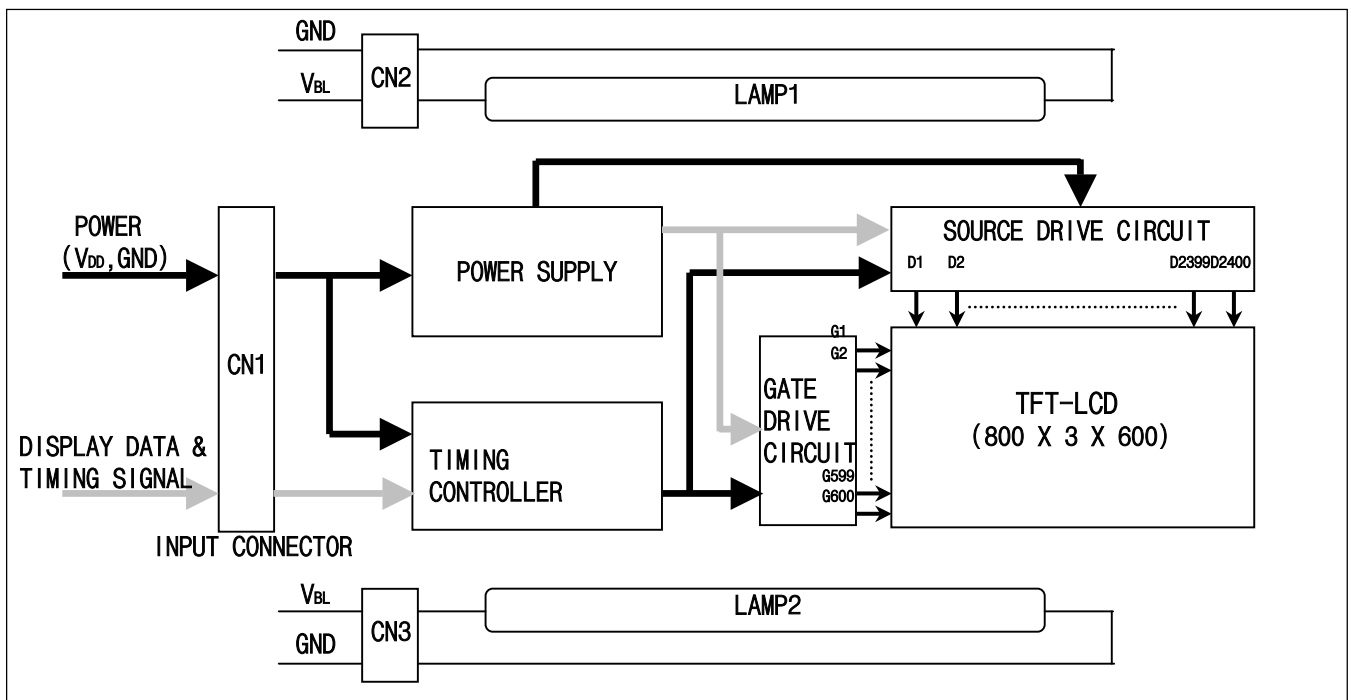 GND
VBL
CN2
LAMP1
POWER
(VDD,GND)
CN1
POWER SUPPLY
SOURCE DRIVE CIRCUIT
D1 D2 D2399D2400
G1
G2
GATE
DRIVE
CIRCUIT
G599
G600
TFT-LCD
(800 X 3 X 600)
DISPLAY DATA &
TIMING SIGNAL
TIMING
CONTROLLER
INPUT CONNECTOR
VBL
GND
CN3
LAMP2